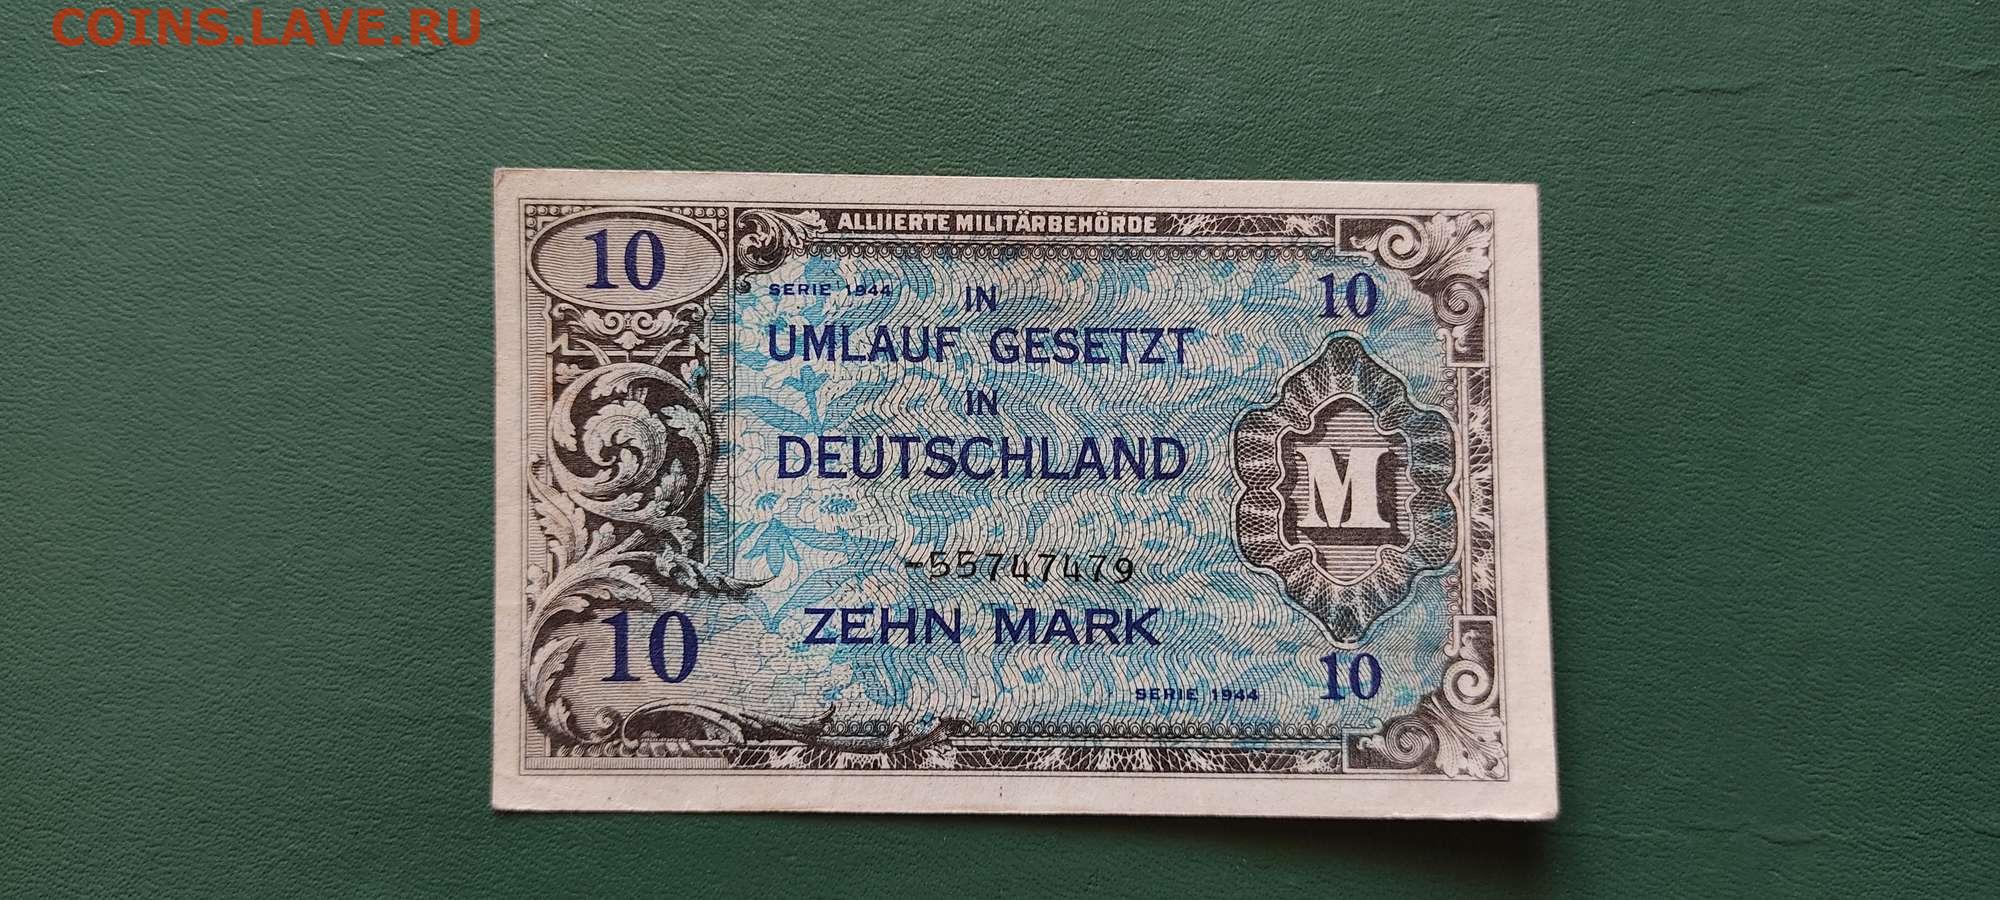 COINS.LAVE.RU
ALLIIERTE MILITÄRBEHÖRDE
10
SERIE 1944
IN
10
UMLAUF GESETZT
IN
DEUTSCHLAND
M
-55747479
10
ZEHN MARK
10
SERIE 1944